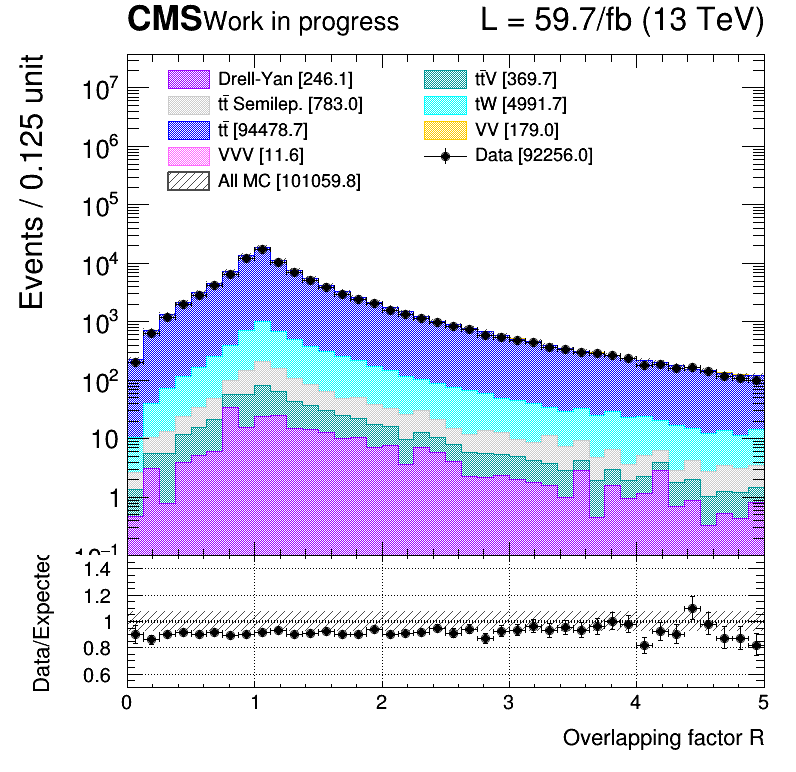 CMS Work in progress L = 59.7/fb (13 TeV)
Events / 0.125 unit
10⁷
10⁶
10⁵
10⁴
10³
10²
10
1
10⁻¹
Drell-Yan [246.1]
tt̄ Semilep. [783.0]
tt̄ [94478.7]
VVV [11.6]
All MC [101059.8]
tt̄V [369.7]
tW [4991.7]
VV [179.0]
Data [92256.0]
Data/Expected
1.4
1.2
1
0.8
0.6
0 1 2 3 4 5
Overlapping factor R